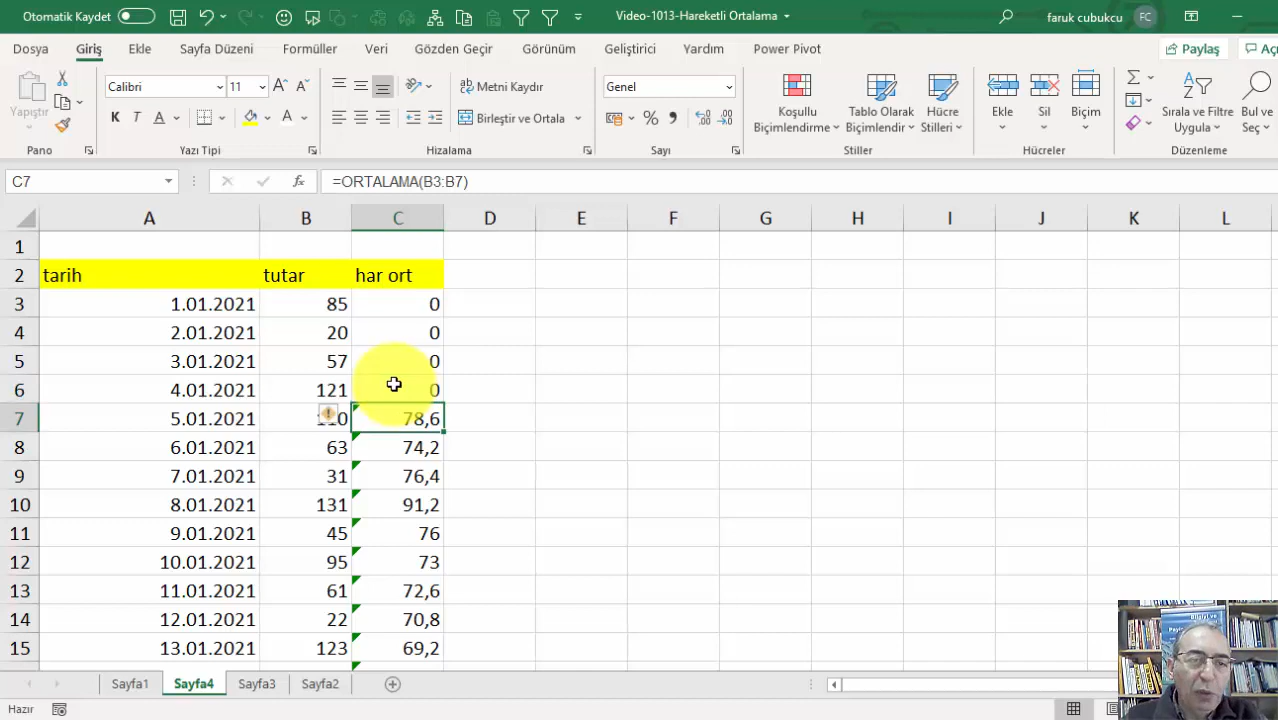 Otomatik Kaydet
Video-1013-Hareketli Ortalama
faruk cubukcu
FC
Dosya Giriş Ekle Sayfa Düzeni Formüller Veri Gözden Geçir Görünüm Geliştirici Yardım Power Pivot Paylaş
Yapıştır
Calibri 11
K T A A
Metni Kaydır
Birleştir ve Ortala
Genel
% ,
Koşullu Biçimlendirme
Tablo Olarak Biçimlendir
Hücre Stilleri
Ekle
Sil
Biçim
Sırala ve Filtre Uygula
Bul ve Seç
Pano Yazı Tipi Hizalama Sayı Stiller Hücreler Düzenleme
C7 fx =ORTALAMA(B3:B7)
A B C D E F G H I J K L
1
2 tarih tutar har ort
3 1.01.2021 85 0
4 2.01.2021 20 0
5 3.01.2021 57 0
6 4.01.2021 121 0
7 5.01.2021 78,6
8 6.01.2021 63 74,2
9 7.01.2021 31 76,4
10 8.01.2021 131 91,2
11 9.01.2021 45 76
12 10.01.2021 95 73
13 11.01.2021 61 72,6
14 12.01.2021 22 70,8
15 13.01.2021 123 69,2
Sayfa1 Sayfa4 Sayfa3 Sayfa2
Hazır